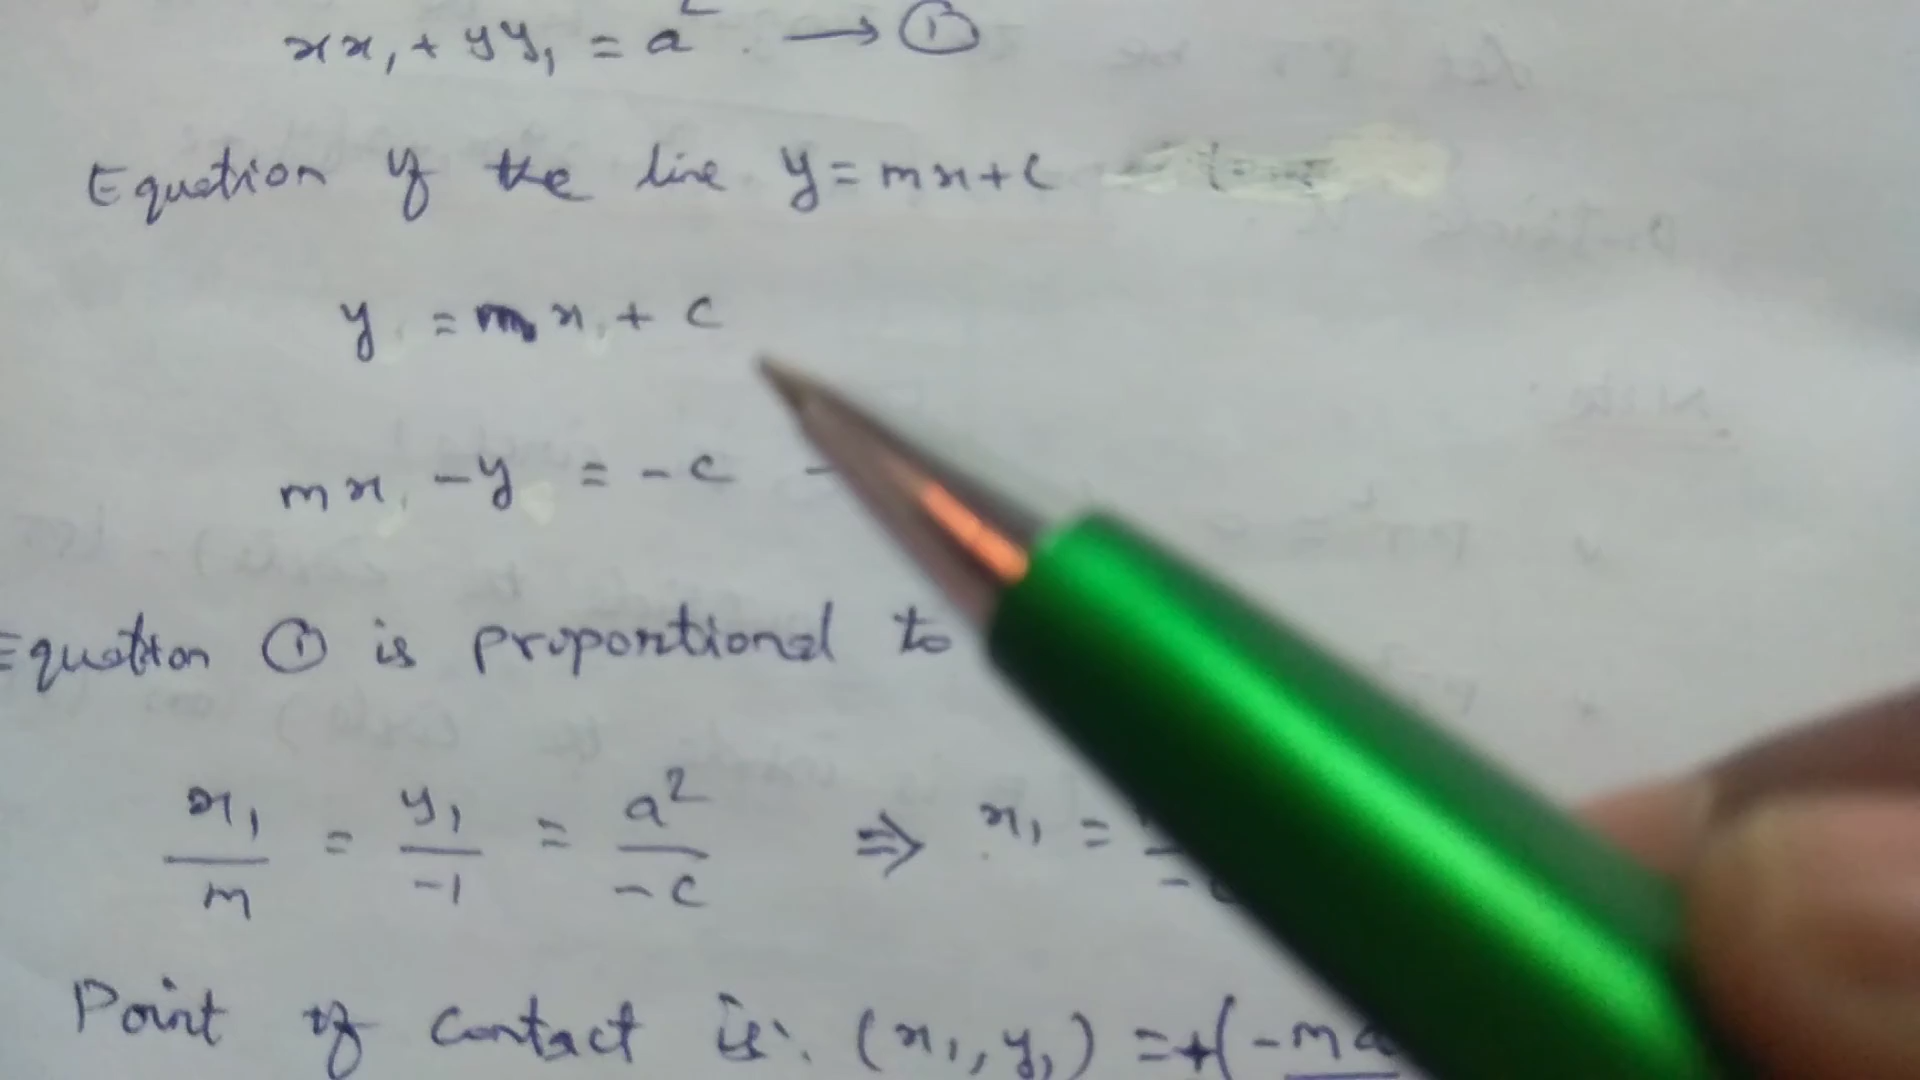 xx₁ + yy₁ = a² → ①
Equation of the line y = mx + c
y = mx + c
mx - y = -c
Equation ① is proportional to
x₁/m = y₁/-1 = a²/-c ⇒ x₁ =
Point of contact is: (x₁, y₁) = +(-ma